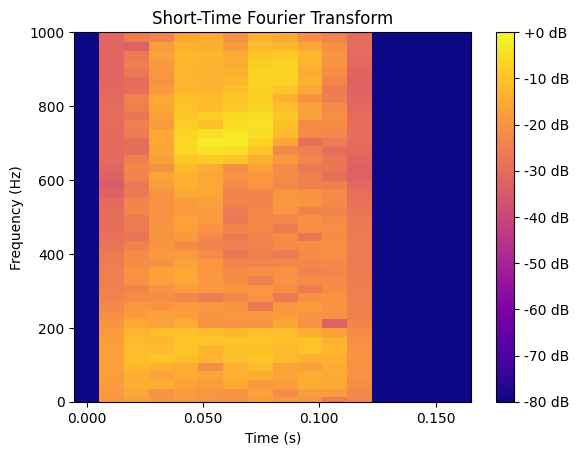 Short-Time Fourier Transform
1000
800
600
400
200
0
Frequency (Hz)
0.000
0.050
0.100
0.150
Time (s)
+0 dB
-10 dB
-20 dB
-30 dB
-40 dB
-50 dB
-60 dB
-70 dB
-80 dB